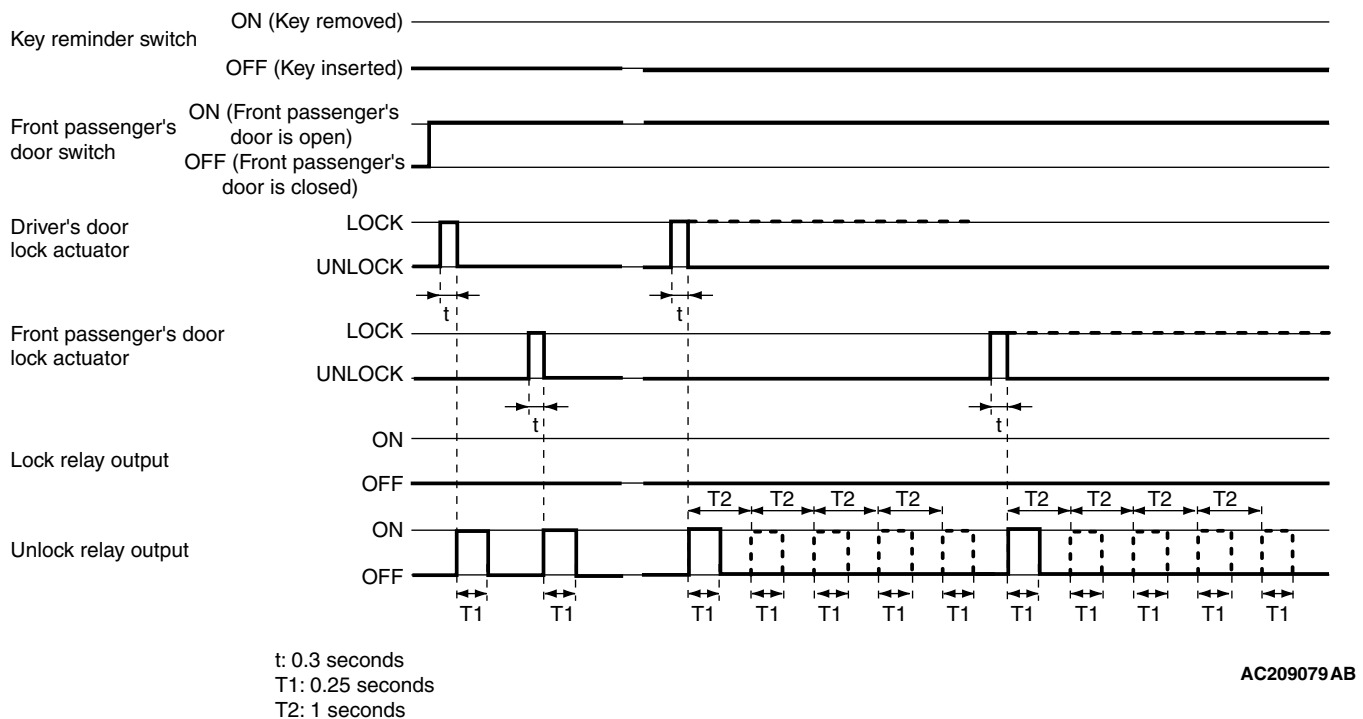 Key reminder switch
ON (Key removed)
OFF (Key inserted)
Front passenger's
door switch
ON (Front passenger's
door is open)
OFF (Front passenger's
door is closed)
Driver's door
lock actuator
LOCK
UNLOCK
t
t
Front passenger's door
lock actuator
LOCK
UNLOCK
t
t
Lock relay output
ON
OFF
T2 T2 T2 T2 T2 T2 T2 T2
Unlock relay output
ON
OFF
T1 T1 T1 T1 T1 T1 T1 T1 T1 T1 T1 T1
t: 0.3 seconds
T1: 0.25 seconds
T2: 1 seconds
AC209079AB